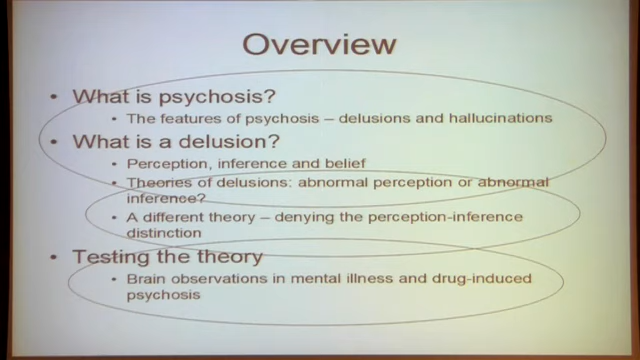 Overview
• What is psychosis?
• The features of psychosis – delusions and hallucinations
• What is a delusion?
• Perception, inference and belief
• Theories of delusions: abnormal perception or abnormal
inference?
• A different theory – denying the perception-inference
distinction
• Testing the theory
• Brain observations in mental illness and drug-induced
psychosis